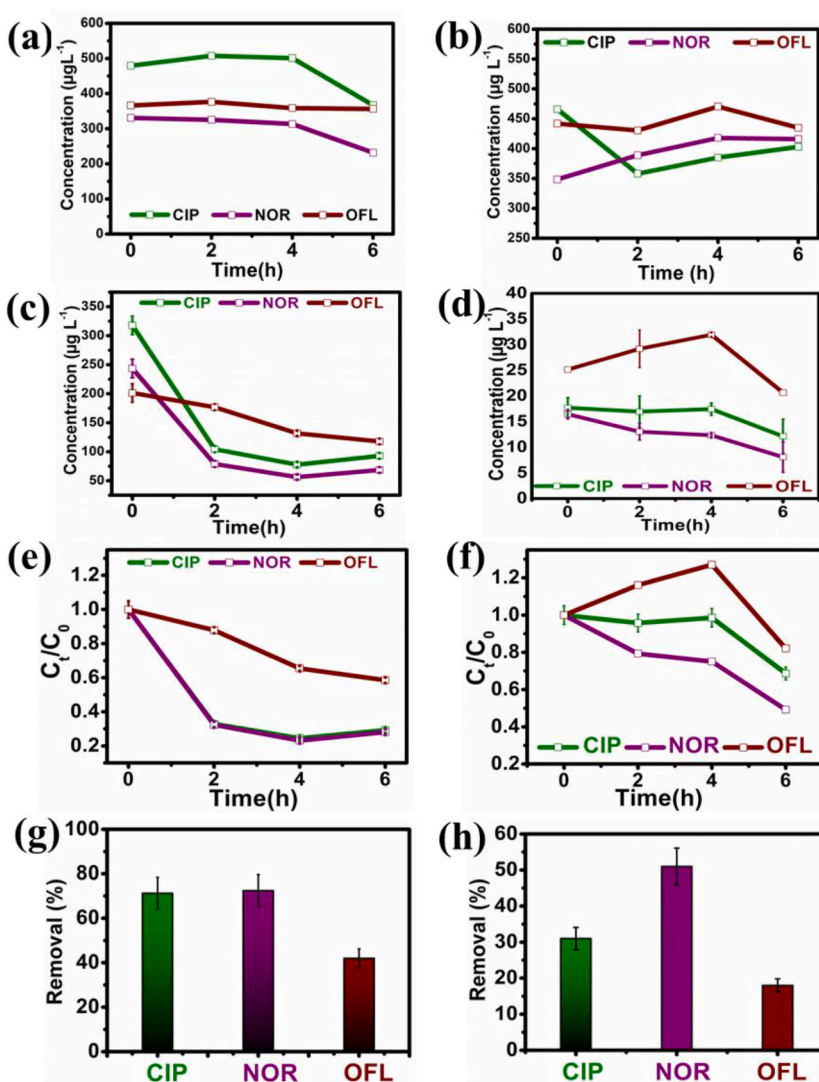 (a)
600
500
400
300
200
100
0
Concentration (µgL⁻¹)
CIP NOR OFL
0 2 4 6
Time(h)
(b)
500
450
400
350
300
250
Concentration (µgL⁻¹)
CIP NOR OFL
0 2 4 6
Time (h)
(c)
350
300
250
200
150
100
50
Concentration (µg L⁻¹)
CIP NOR OFL
0 2 4 6
Time(h)
(d)
40
35
30
25
20
15
10
5
0
Concentration (µg L⁻¹)
CIP NOR OFL
0 2 4 6
Time(h)
(e)
1.2
1.0
0.8
0.6
0.4
0.2
Cₜ/C₀
CIP NOR OFL
0 2 4 6
Time(h)
(f)
1.2
1.0
0.8
0.6
0.4
0.2
Cₜ/C₀
CIP NOR OFL
0 2 4 6
Time(h)
(g)
100
80
60
40
20
0
Removal (%)
CIP NOR OFL
(h)
60
50
40
30
20
10
0
Removal (%)
CIP NOR OFL